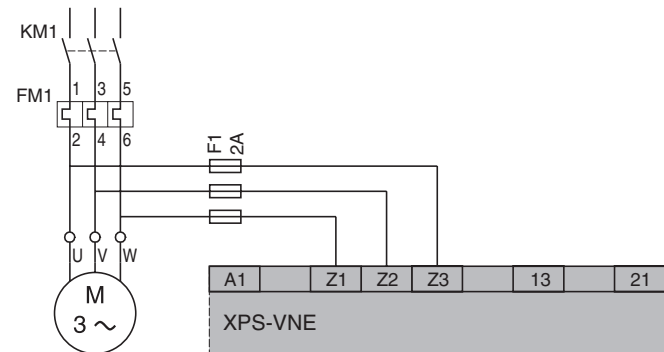 KM1
FM1
1 3 5
2 4 6
F1
2A
U V W
M
3 ~
A1 Z1 Z2 Z3 13 21
XPS-VNE